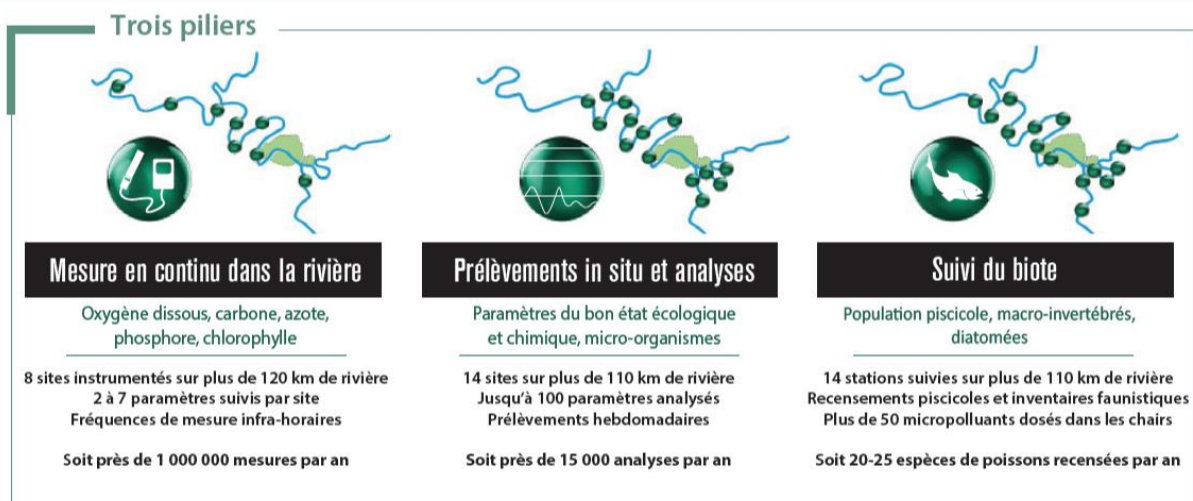 Trois piliers
Mesure en continu dans la rivière
Oxygène dissous, carbone, azote,
phosphore, chlorophylle
8 sites instrumentés sur plus de 120 km de rivière
2 à 7 paramètres suivis par site
Fréquences de mesure infra-horaires
Soit près de 1 000 000 mesures par an
Prélèvements in situ et analyses
Paramètres du bon état écologique
et chimique, micro-organismes
14 sites sur plus de 110 km de rivière
Jusqu'à 100 paramètres analysés
Prélèvements hebdomadaires
Soit près de 15 000 analyses par an
Suivi du biote
Population piscicole, macro-invertébrés,
diatomées
14 stations suivies sur plus de 110 km de rivière
Recensements piscicoles et inventaires faunistiques
Plus de 50 micropolluants dosés dans les chairs
Soit 20-25 espèces de poissons recensées par an